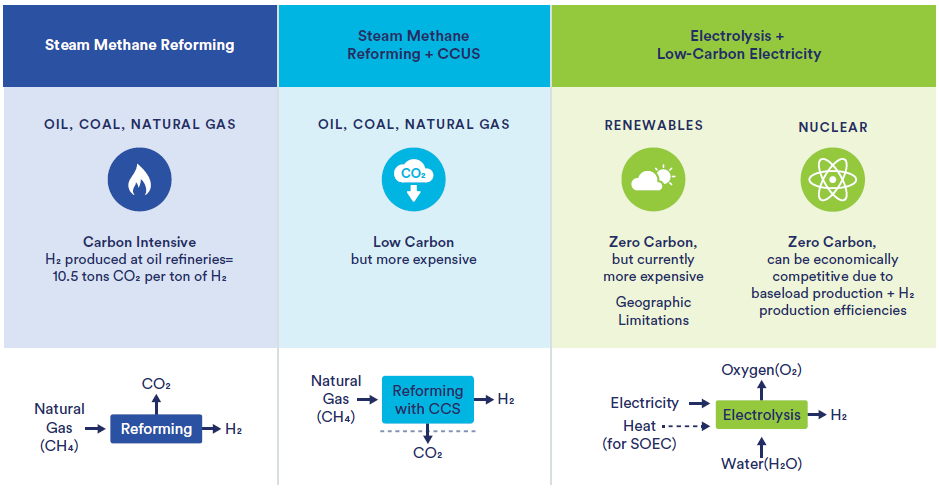 Steam Methane Reforming
Steam Methane
Reforming + CCUS
Electrolysis +
Low-Carbon Electricity
OIL, COAL, NATURAL GAS
Carbon Intensive
H₂ produced at oil refineries=
10.5 tons CO₂ per ton of H₂
OIL, COAL, NATURAL GAS
CO₂
Low Carbon
but more expensive
RENEWABLES
Zero Carbon,
but currently
more expensive
Geographic
Limitations
NUCLEAR
Zero Carbon,
can be economically
competitive due to
baseload production + H₂
production efficiencies
CO₂
Natural
Gas
(CH₄)
Reforming
H₂
Natural
Gas
(CH₄)
Reforming
with CCS
H₂
CO₂
Oxygen(O₂)
Electricity
Heat
(for SOEC)
Electrolysis
H₂
Water(H₂O)